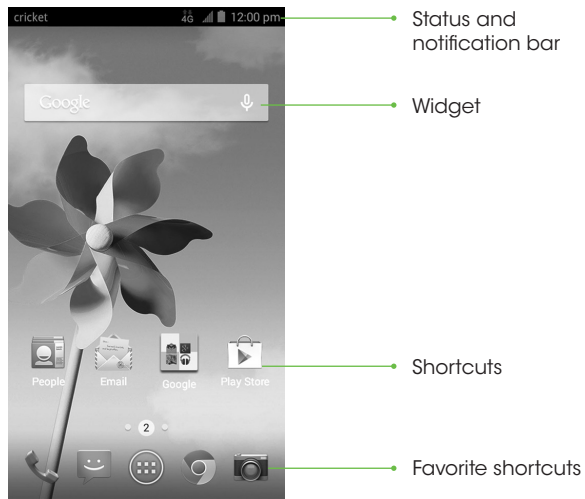 cricket 4G 12:00 pm
Status and
notification bar
Google
Widget
People Email Google Play Store
Shortcuts
2
Favorite shortcuts